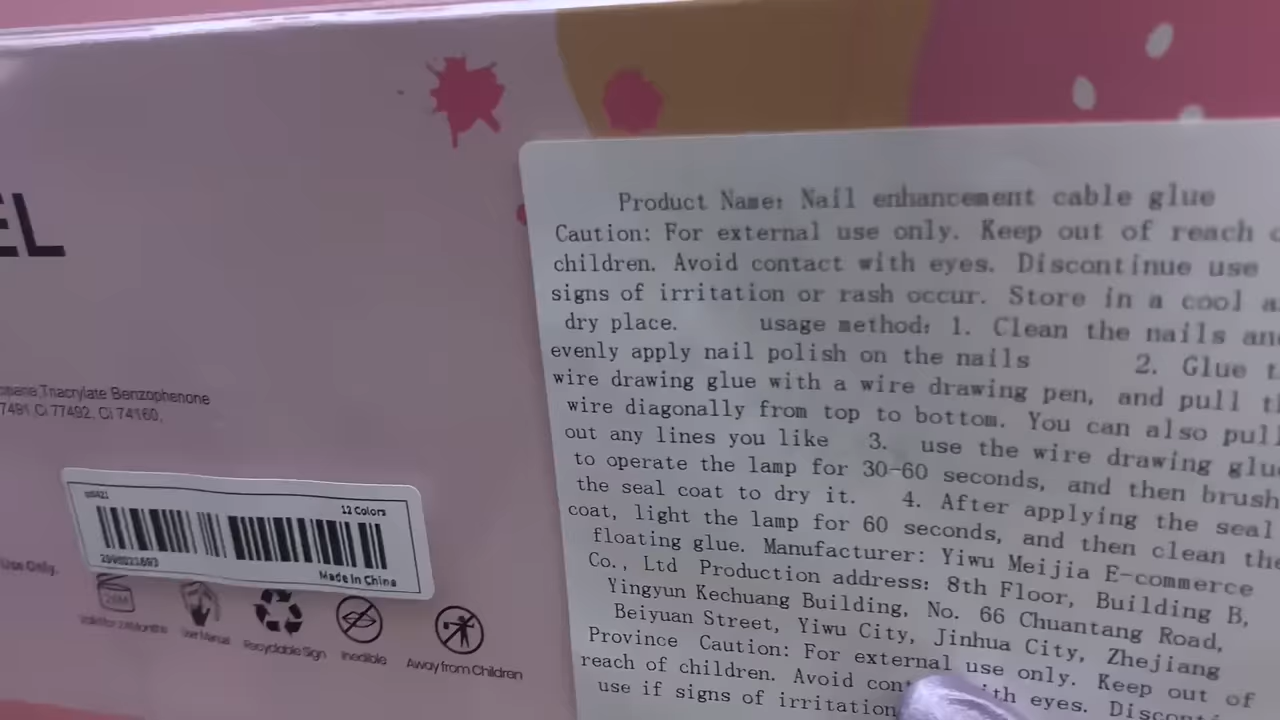 EL
Triacrylate Benzophenone
77491, Ci 77492, Ci 74160,
12 Colors
Made In China
Use Only.
24M
Valid for 24 Months
User Manual
Recyclable Sign
Inedible
Away from Children
Product Name: Nail enhancement cable glue
Caution: For external use only. Keep out of reach
children. Avoid contact with eyes. Discontinue use
signs of irritation or rash occur. Store in a cool
dry place. usage method: 1. Clean the nails an
evenly apply nail polish on the nails 2. Glue t
wire drawing glue with a wire drawing pen, and pull t
wire diagonally from top to bottom. You can also pull
out any lines you like 3. use the wire drawing glu
to operate the lamp for 30-60 seconds, and then brush
the seal coat to dry it. 4. After applying the seal
coat, light the lamp for 60 seconds, and then clean the
floating glue. Manufacturer: Yiwu Meijia E-commerce
Co., Ltd Production address: 8th Floor, Building B,
Yingyun Kechuang Building, No. 66 Chuantang Road,
Beiyuan Street, Yiwu City, Jinhua City, Zhejiang
Province Caution: For external use only. Keep out of
reach of children. Avoid con th eyes. Discont
use if signs of irritation